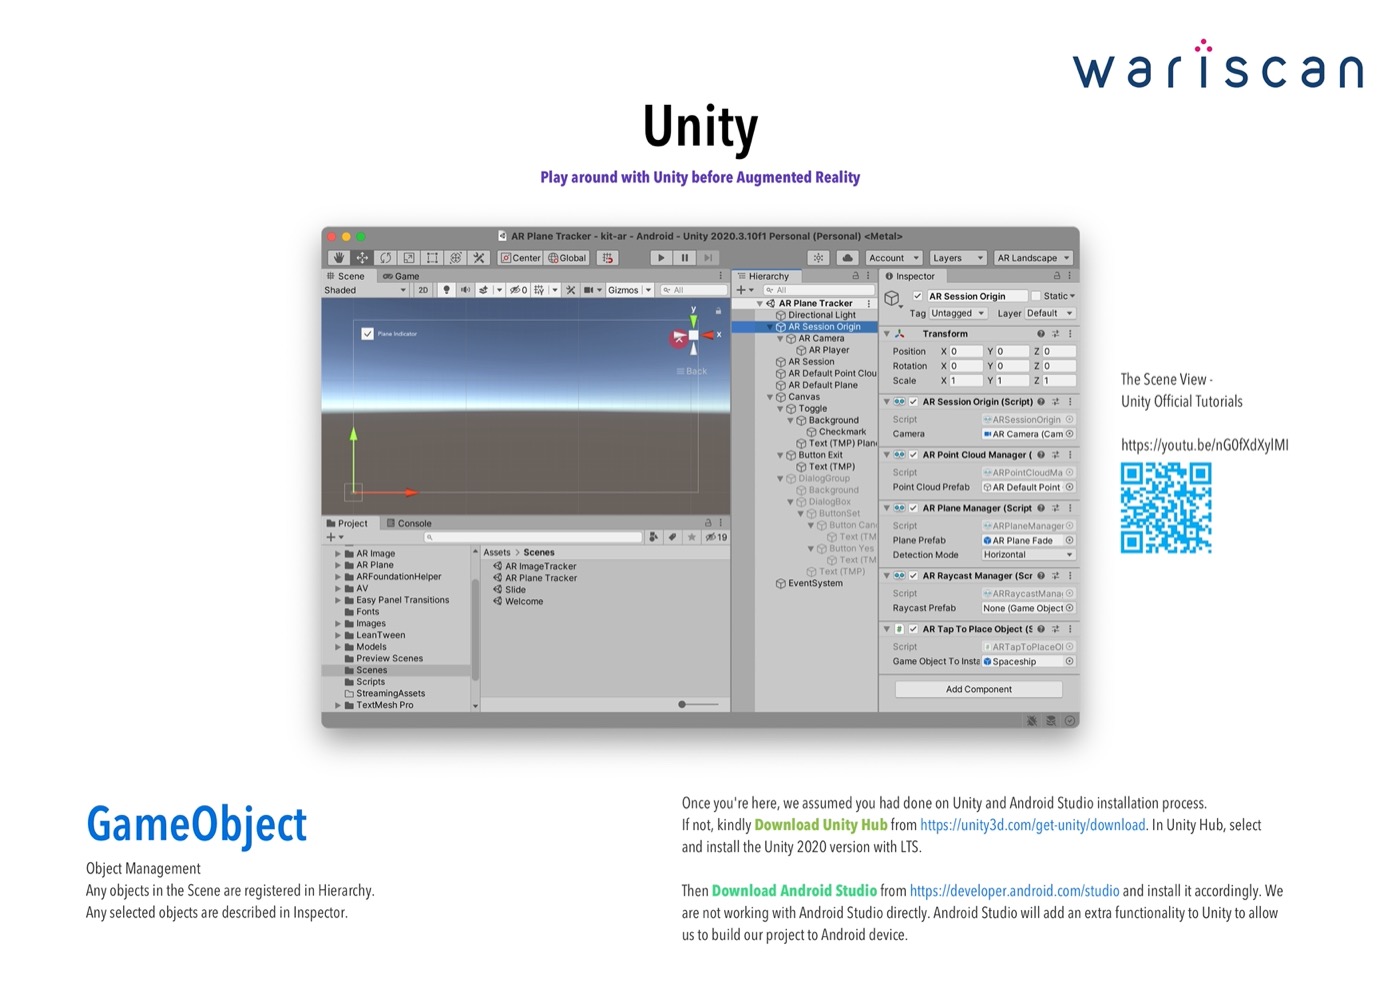 wariscan
Unity
Play around with Unity before Augmented Reality
AR Plane Tracker - kit-ar - Android - Unity 2020.3.10f1 Personal (Personal) <Metal>
Center Global Account Layers AR Landscape
Scene Game
Shaded 2D 0 Gizmos All
Plane Indicator
y
x
Back
Project Console
19
AR Image
AR Plane
ARFoundationHelper
AV
Easy Panel Transitions
Fonts
Images
LeanTween
Models
Preview Scenes
Scenes
Scripts
StreamingAssets
TextMesh Pro
Assets > Scenes
AR ImageTracker
AR Plane Tracker
Slide
Welcome
Hierarchy
All
AR Plane Tracker
Directional Light
AR Session Origin
AR Camera
AR Player
AR Session
AR Default Point Clou
AR Default Plane
Canvas
Toggle
Background
Checkmark
Text (TMP) Plan
Button Exit
Text (TMP)
DialogGroup
Background
DialogBox
ButtonSet
Button Can
Text (TM
Button Yes
Text (TM
Text (TMP)
EventSystem
Inspector
AR Session Origin Static
Tag Untagged Layer Default
Transform
Position X 0 Y 0 Z 0
Rotation X 0 Y 0 Z 0
Scale X 1 Y 1 Z 1
AR Session Origin (Script)
Script ARSessionOrigin
Camera AR Camera (Cam
AR Point Cloud Manager (
Script ARPointCloudMa
Point Cloud Prefab AR Default Point
AR Plane Manager (Script
Script ARPlaneManager
Plane Prefab AR Plane Fade
Detection Mode Horizontal
AR Raycast Manager (Scr
Script ARRaycastMana
Raycast Prefab None (Game Object
AR Tap To Place Object (S
Script ARTapToPlaceOl
Game Object To Insta Spaceship
Add Component
The Scene View -
Unity Official Tutorials
https://youtu.be/nG0fXdXylMI
GameObject
Object Management
Any objects in the Scene are registered in Hierarchy.
Any selected objects are described in Inspector.
Once you're here, we assumed you had done on Unity and Android Studio installation process.
If not, kindly Download Unity Hub from https://unity3d.com/get-unity/download. In Unity Hub, select
and install the Unity 2020 version with LTS.
Then Download Android Studio from https://developer.android.com/studio and install it accordingly. We
are not working with Android Studio directly. Android Studio will add an extra functionality to Unity to allow
us to build our project to Android device.